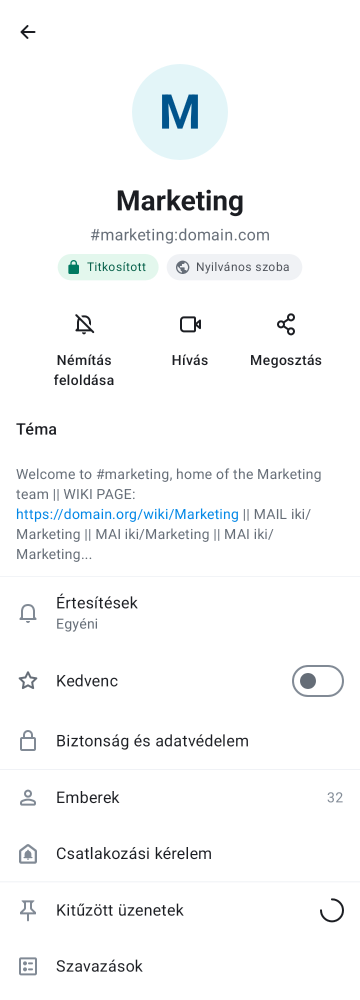 M
Marketing
#marketing:domain.com
Titkosított
Nyilvános szoba
Némítás
feloldása
Hívás
Megosztás
Téma
Welcome to #marketing, home of the Marketing
team || WIKI PAGE:
https://domain.org/wiki/Marketing || MAIL iki/
Marketing || MAI iki/Marketing || MAI iki/
Marketing...
Értesítések
Egyéni
Kedvenc
Biztonság és adatvédelem
Emberek 32
Csatlakozási kérelem
Kitűzött üzenetek
Szavazások